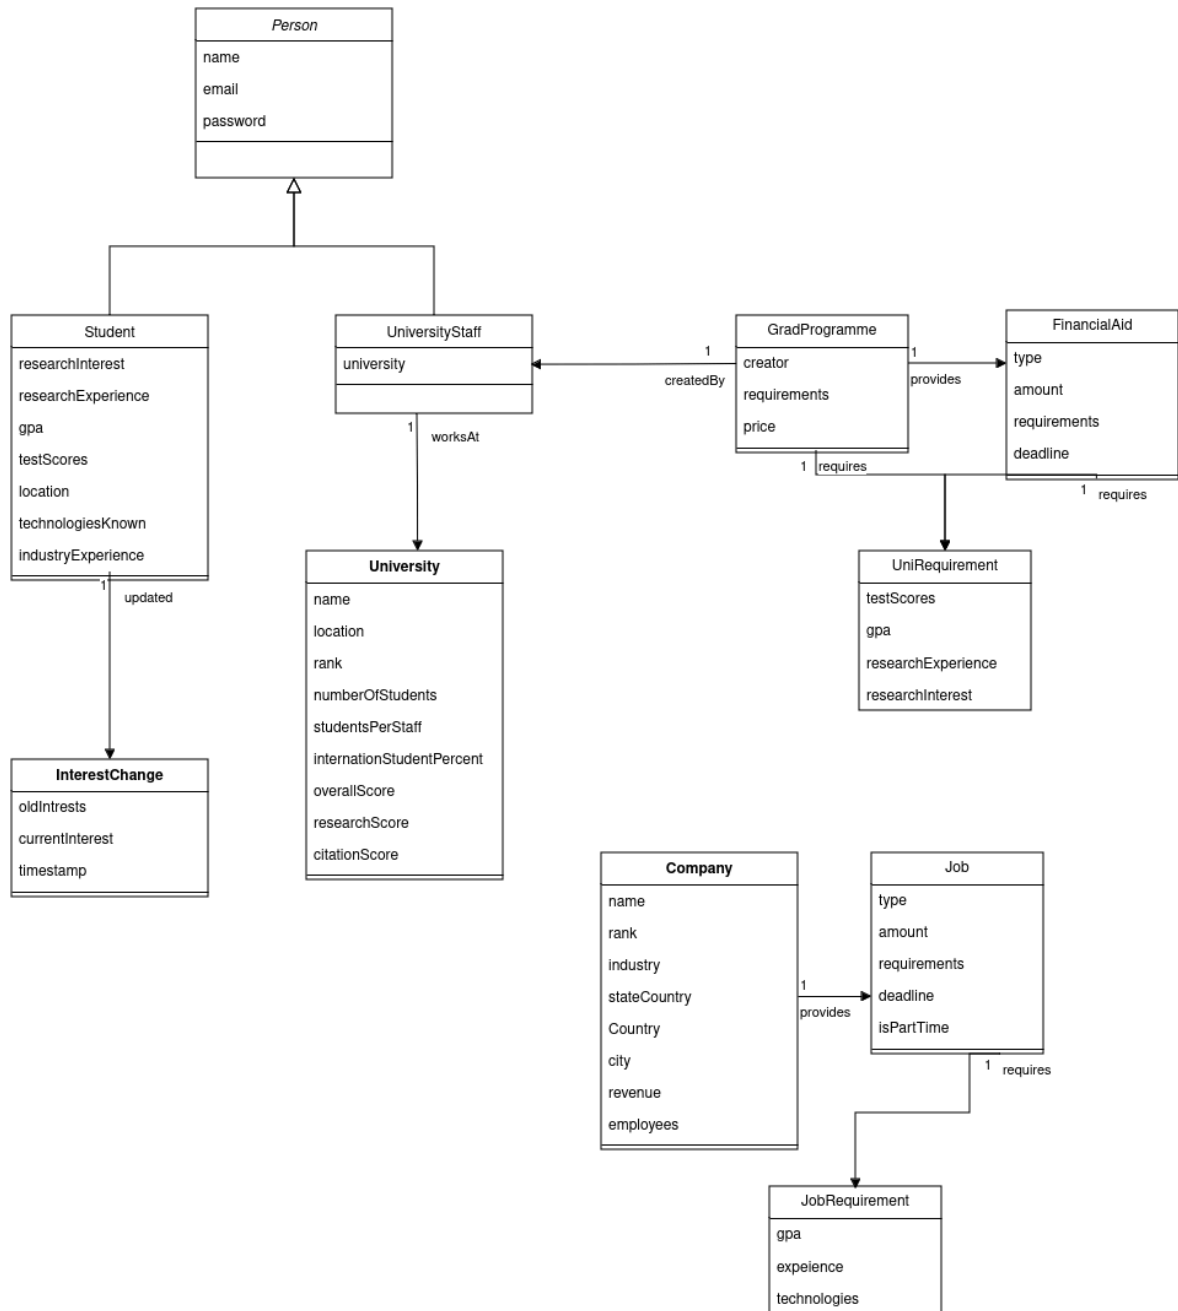 Person
name
email
password
Student
researchInterest
researchExperience
gpa
testScores
location
technologiesKnown
industryExperience
1
updated
InterestChange
oldIntrests
currentInterest
timestamp
UniversityStaff
university
1
worksAt
University
name
location
rank
numberOfStudents
studentsPerStaff
internationStudentPercent
overallScore
researchScore
citationScore
1
createdBy
GradProgramme
creator
requirements
price
1
provides
1
requires
FinancialAid
type
amount
requirements
deadline
1
requires
UniRequirement
testScores
gpa
researchExperience
researchInterest
Company
name
rank
industry
stateCountry
Country
city
revenue
employees
1
provides
Job
type
amount
requirements
deadline
isPartTime
1
requires
JobRequirement
gpa
expeience
technologies